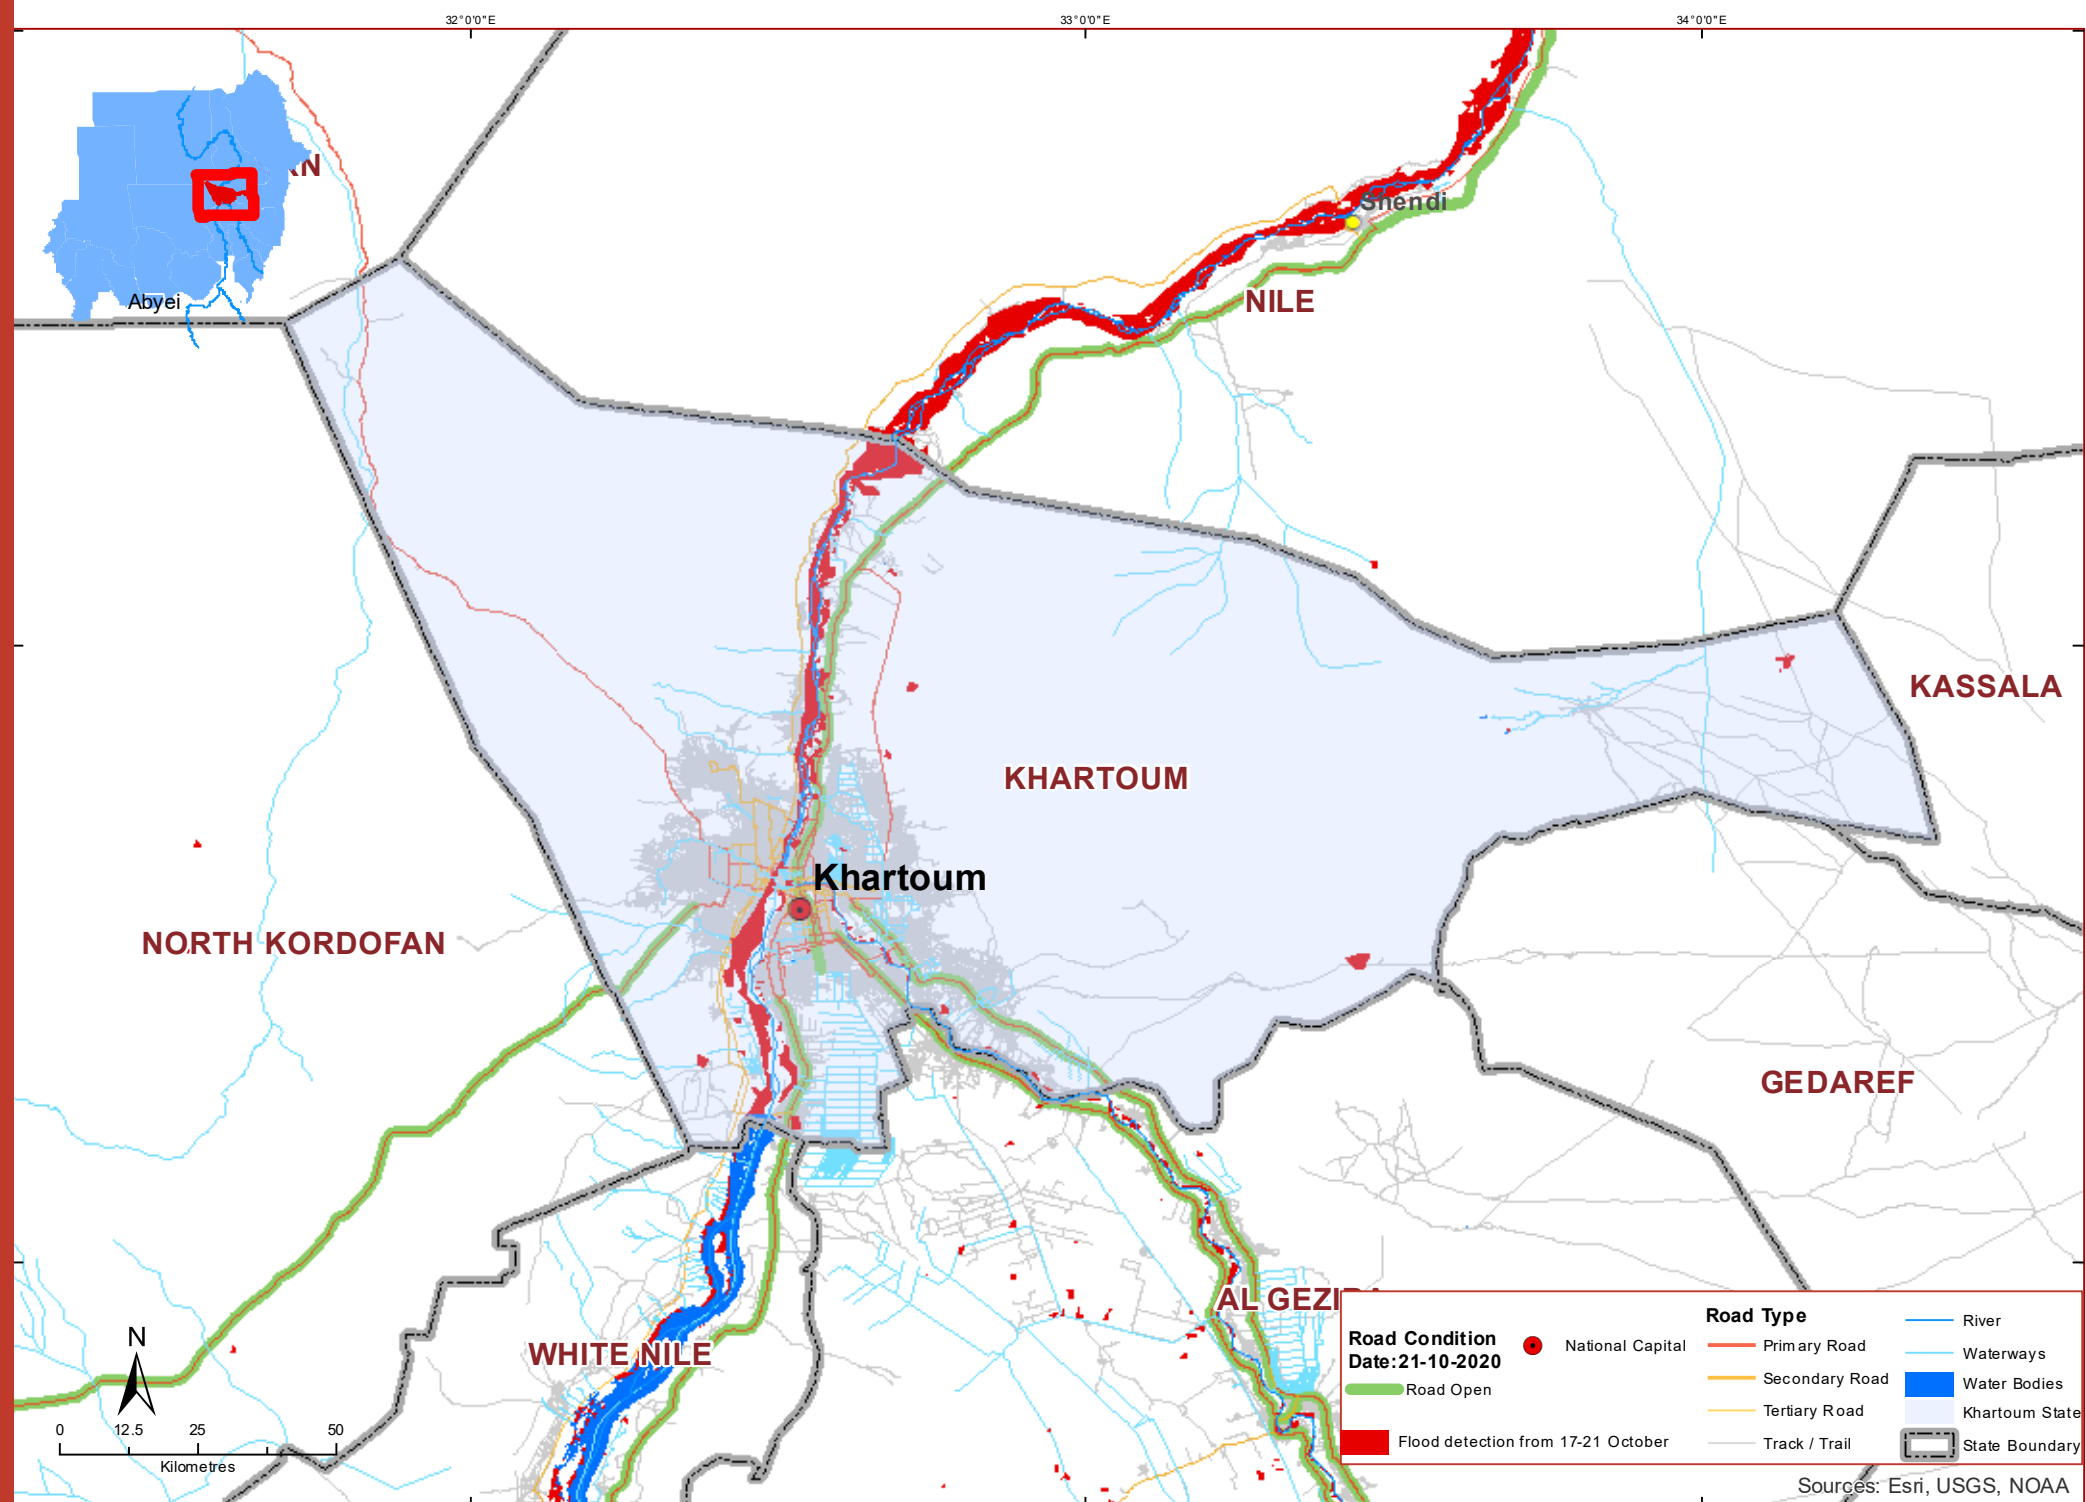 32°0'0"E
33°0'0"E
34°0'0"E
Abyei
Shendi
NILE
KASSALA
KHARTOUM
Khartoum
NORTH KORDOFAN
GEDAREF
AL GEZIRA
WHITE NILE
N
0 12.5 25 50
Kilometres
Road Condition
Date:21-10-2020
Road Open
Flood detection from 17-21 October
National Capital
Road Type
Primary Road
Secondary Road
Tertiary Road
Track / Trail
River
Waterways
Water Bodies
Khartoum State
State Boundary
Sources: Esri, USGS, NOAA